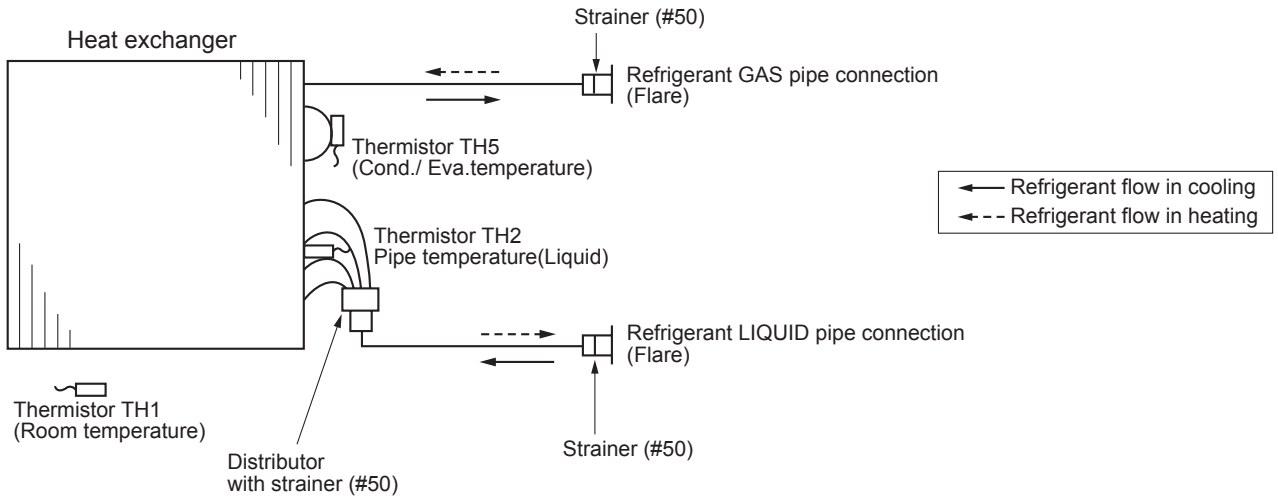 Strainer (#50)
Heat exchanger
Refrigerant GAS pipe connection
(Flare)
Thermistor TH5
(Cond./ Eva.temperature)
Refrigerant flow in cooling
Refrigerant flow in heating
Thermistor TH2
Pipe temperature(Liquid)
Refrigerant LIQUID pipe connection
(Flare)
Thermistor TH1
(Room temperature)
Strainer (#50)
Distributor
with strainer (#50)